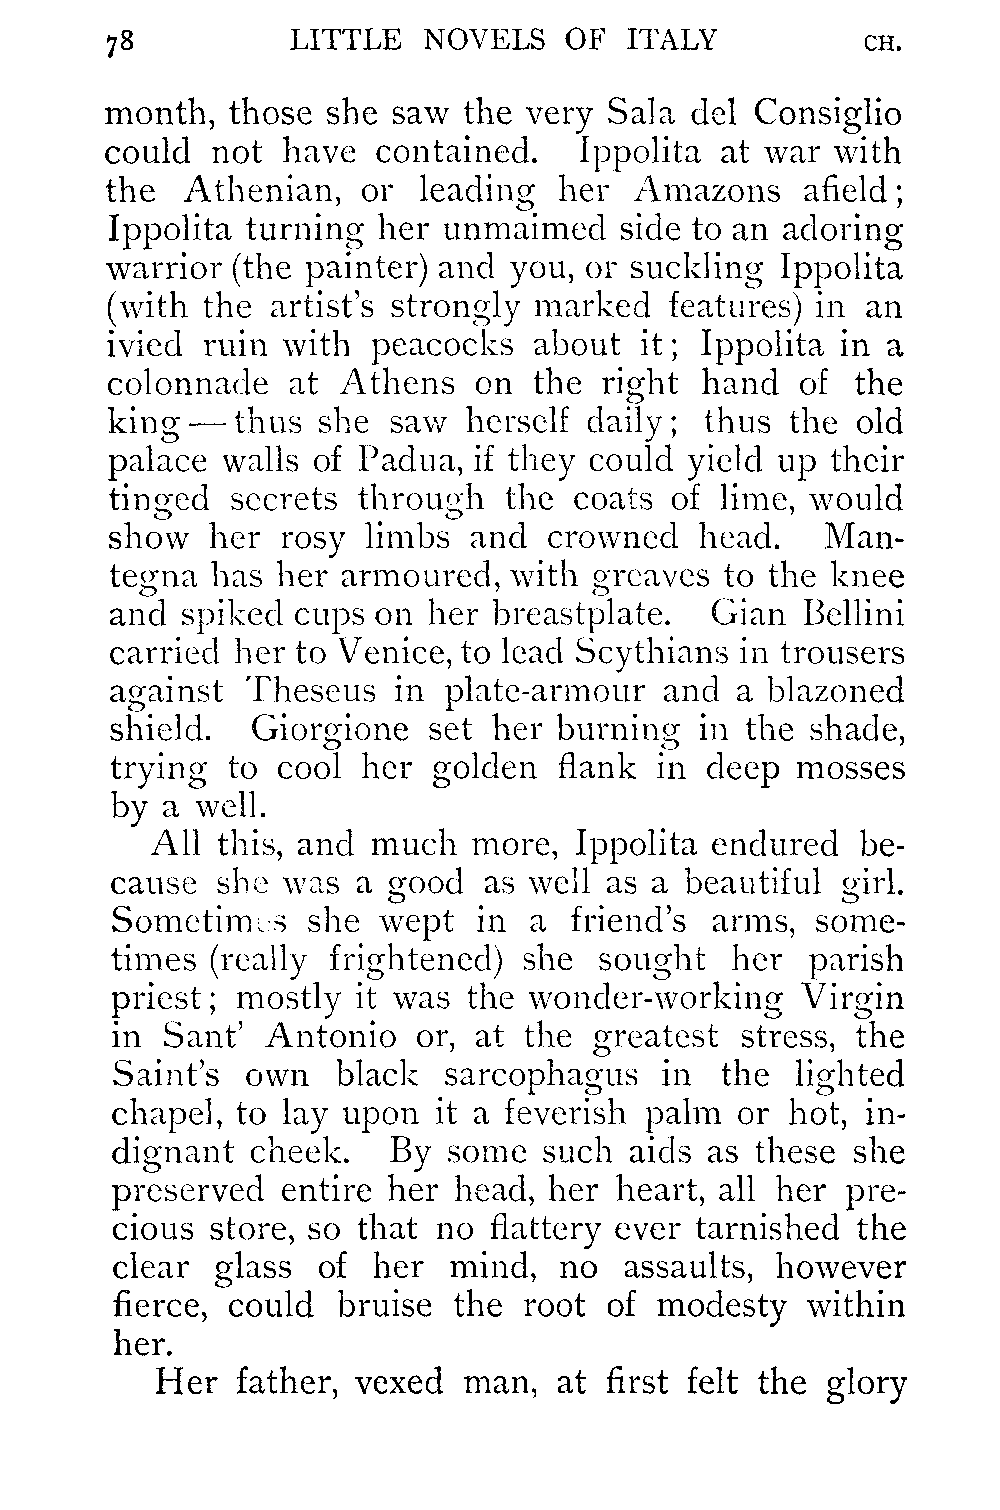 78 LITTLE NOVELS OF ITALY CH.
month, those she saw the very Sala del Consiglio
could not have contained. Ippolita at war with
the Athenian, or leading her Amazons afield;
Ippolita turning her unmaimed side to an adoring
warrior (the painter) and you, or suckling Ippolita
(with the artist's strongly marked features) in an
ivied ruin with peacocks about it; Ippolita in a
colonnade at Athens on the right hand of the
king — thus she saw herself daily; thus the old
palace walls of Padua, if they could yield up their
tinged secrets through the coats of lime, would
show her rosy limbs and crowned head. Man-
tegna has her armoured, with greaves to the knee
and spiked cups on her breastplate. Gian Bellini
carried her to Venice, to lead Scythians in trousers
against Theseus in plate-armour and a blazoned
shield. Giorgione set her burning in the shade,
trying to cool her golden flank in deep mosses
by a well.
All this, and much more, Ippolita endured be-
cause she was a good as well as a beautiful girl.
Sometimes she wept in a friend's arms, some-
times (really frightened) she sought her parish
priest; mostly it was the wonder-working Virgin
in Sant' Antonio or, at the greatest stress, the
Saint's own black sarcophagus in the lighted
chapel, to lay upon it a feverish palm or hot, in-
dignant cheek. By some such aids as these she
preserved entire her head, her heart, all her pre-
cious store, so that no flattery ever tarnished the
clear glass of her mind, no assaults, however
fierce, could bruise the root of modesty within
her.
Her father, vexed man, at first felt the glory